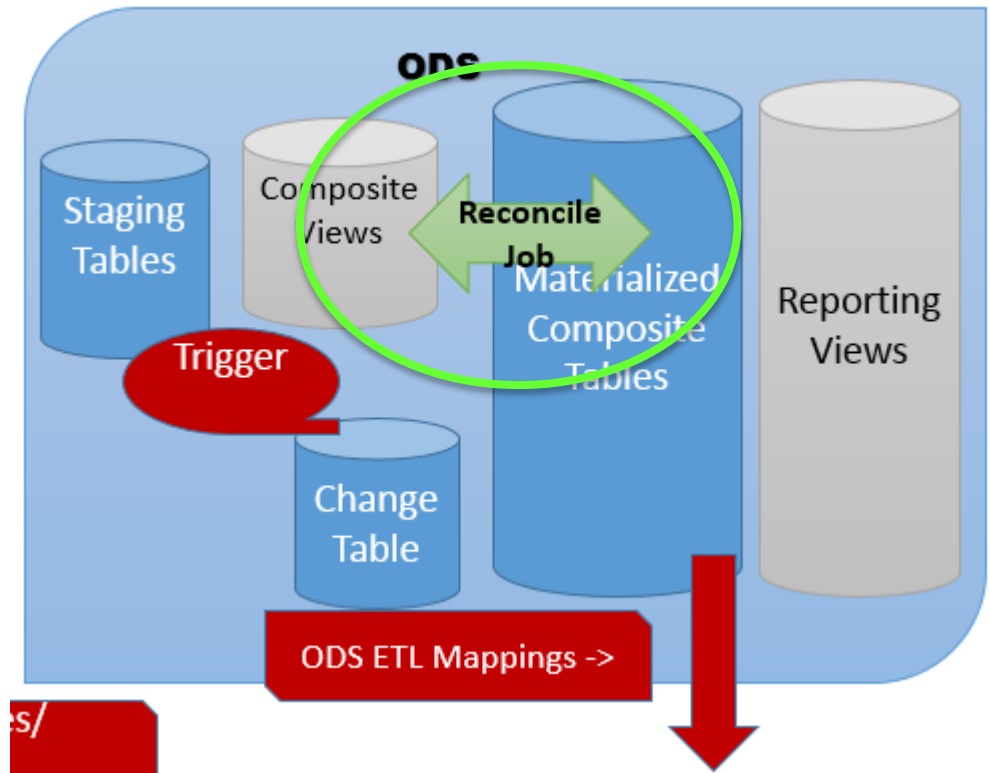 ODS
Staging
Tables
Composite
Views
Reconcile
Job
Materialized
Composite
Tables
Reporting
Views
Trigger
Change
Table
ODS ETL Mappings ->
es/